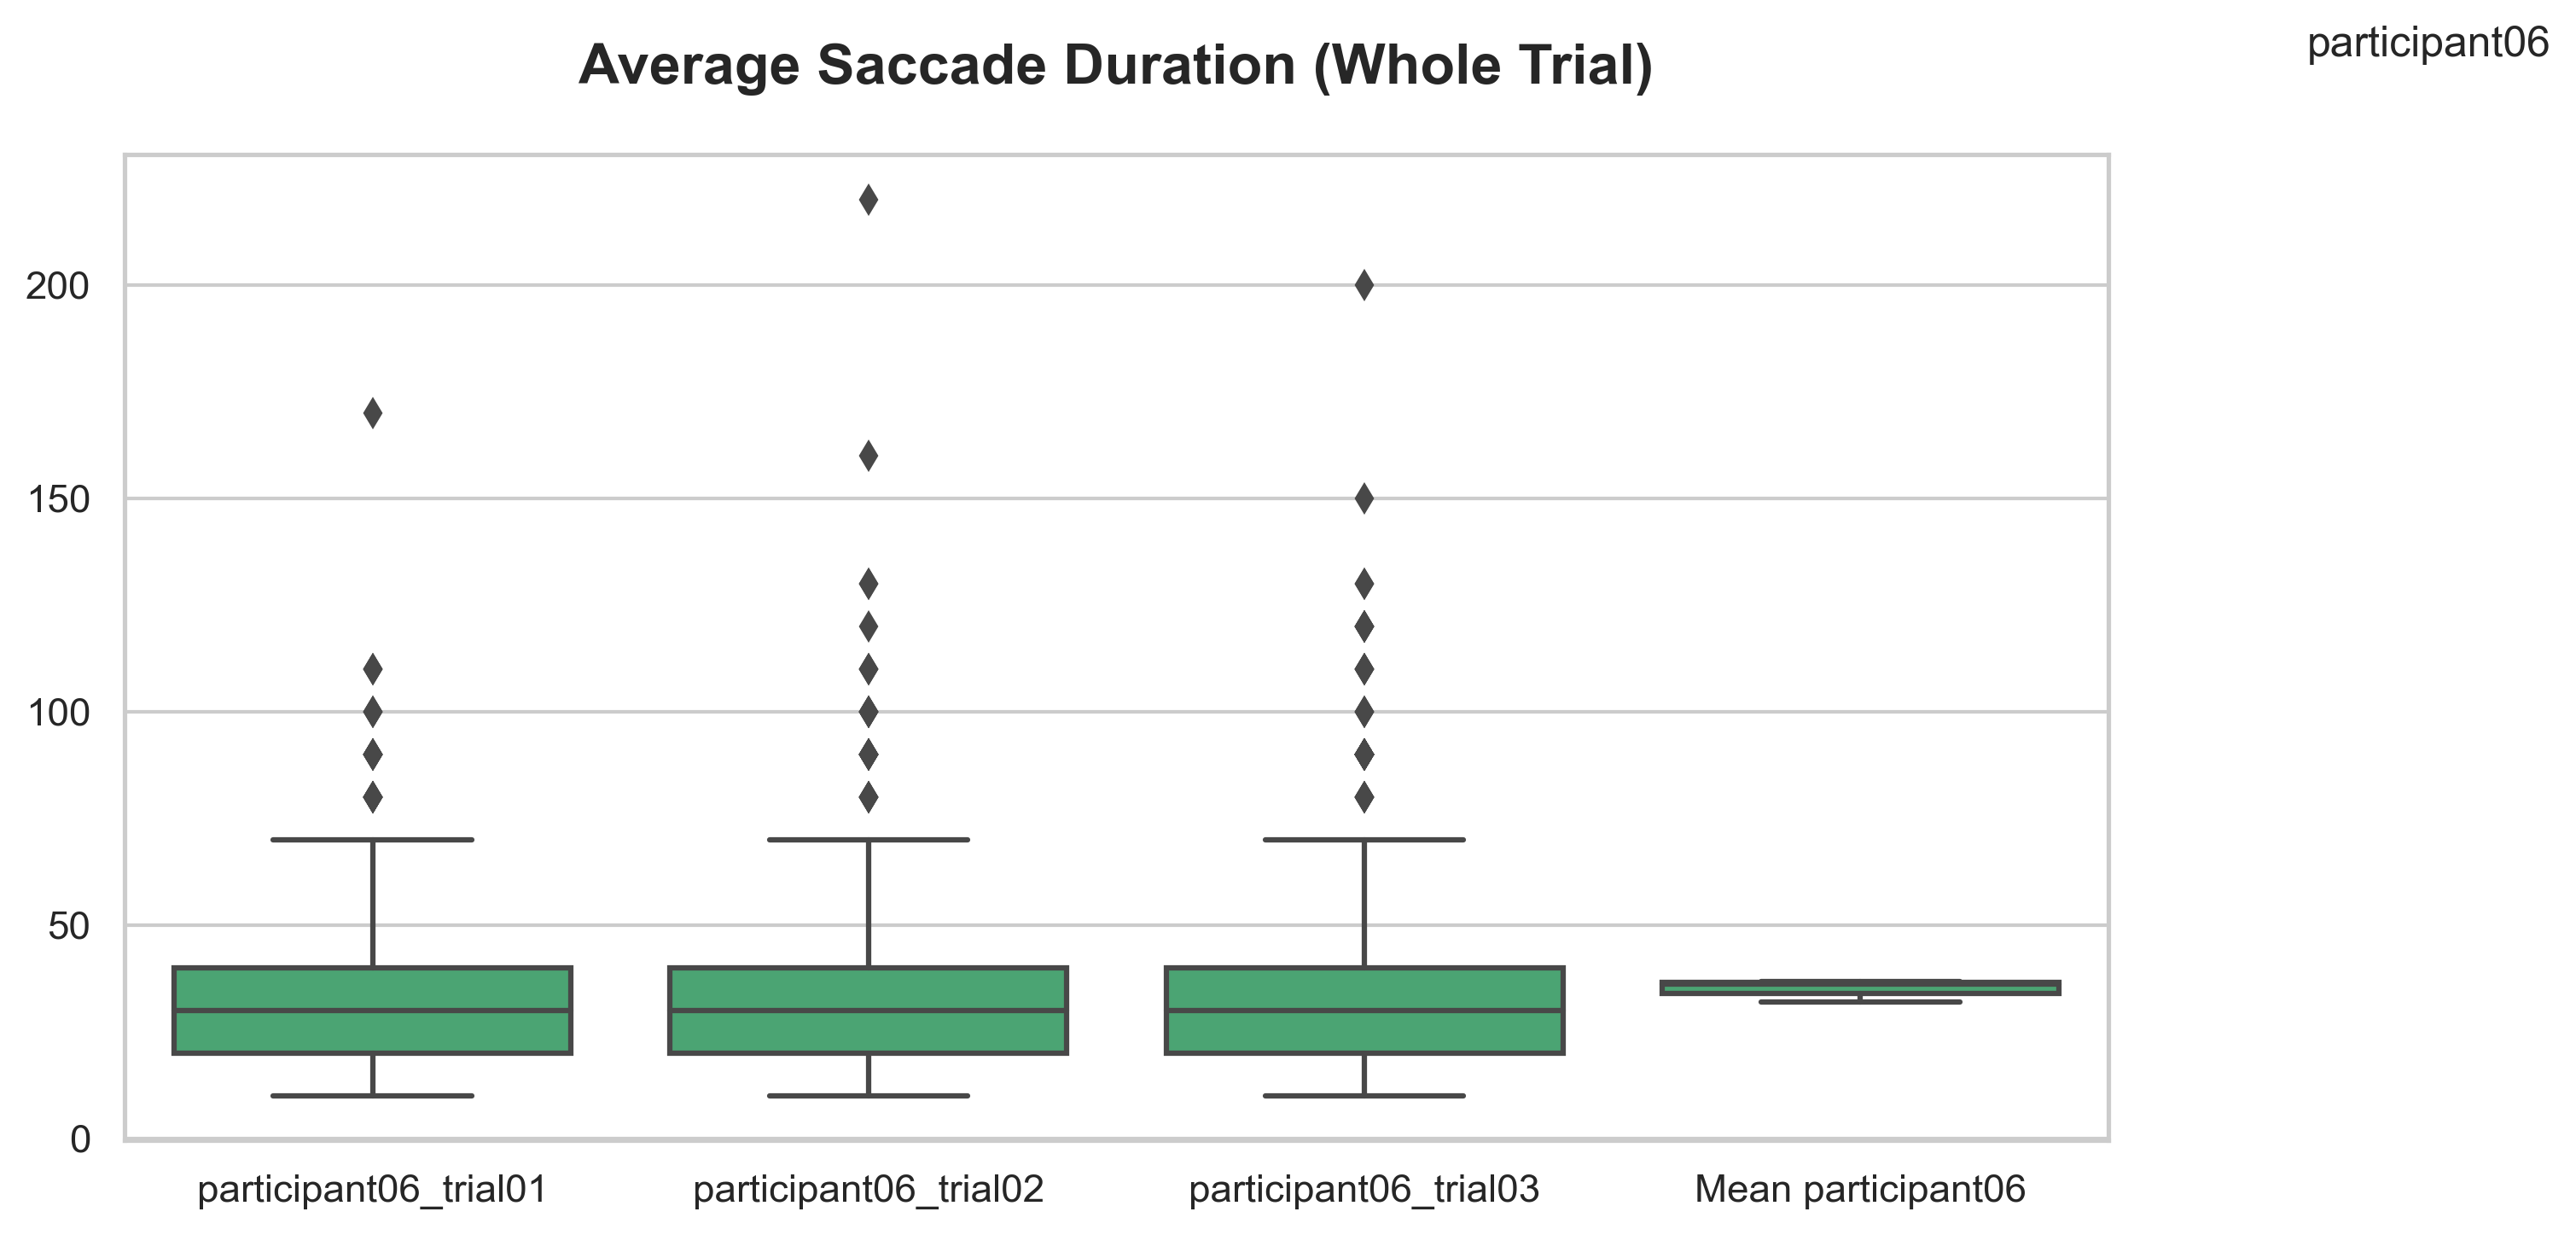 participant06
Average Saccade Duration (Whole Trial)
200
150
100
50
0
participant06_trial01
participant06_trial02
participant06_trial03
Mean participant06